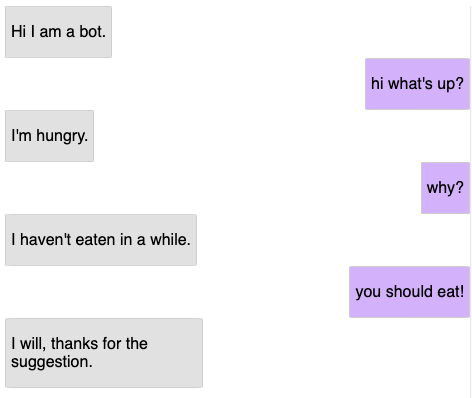 Hi I am a bot.
hi what's up?
I'm hungry.
why?
I haven't eaten in a while.
you should eat!
I will, thanks for the
suggestion.